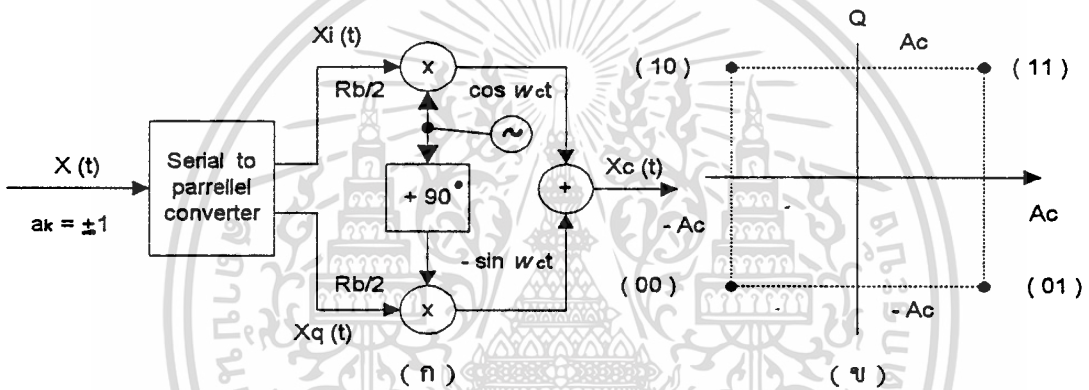 Xi (t)
Rb/2
x
cos wct
~
X (t)
ak = ±1
Serial to
parrellel
converter
+ 90°
+
Xc (t)
- sin wct
Rb/2
Xq (t)
x
( ก )
Q
Ac
( 10 )
( 11 )
- Ac
Ac
( 00 )
( 01 )
- Ac
( ข )